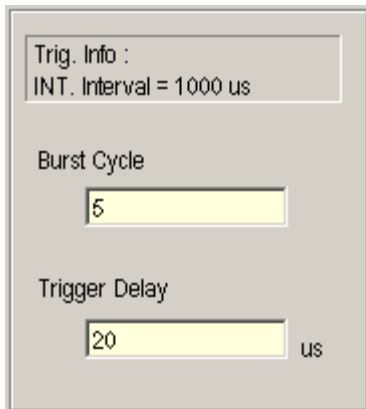 Trig. Info :
INT. Interval = 1000 us
Burst Cycle
5
Trigger Delay
20 us